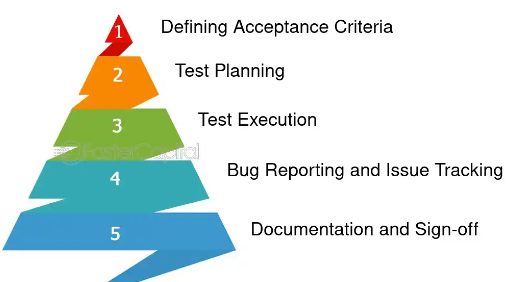 1 Defining Acceptance Criteria
2 Test Planning
3 Test Execution
FasterCapital
4 Bug Reporting and Issue Tracking
5 Documentation and Sign-off